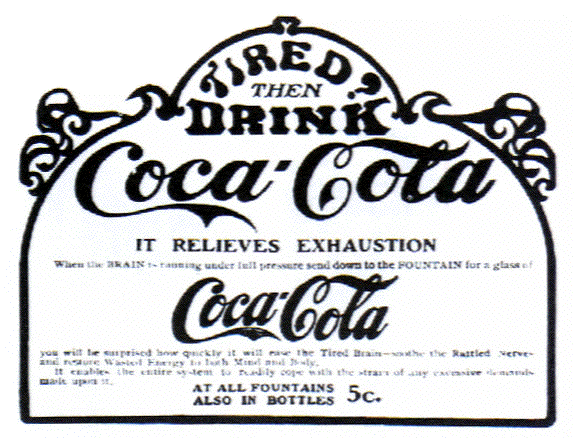 TIRED?
THEN
DRINK
Coca-Cola
IT RELIEVES EXHAUSTION
When the BRAIN is running under full pressure send down to the FOUNTAIN for a glass of
Coca-Cola
you will be surprised how quickly it will ease the Tired Brain—soothe the Rattled Nerves
and restore Wasted Energy to both Mind and Body.
It enables the entire system to readily cope with the strain of any excessive demands
made upon it.
AT ALL FOUNTAINS
ALSO IN BOTTLES 5c.